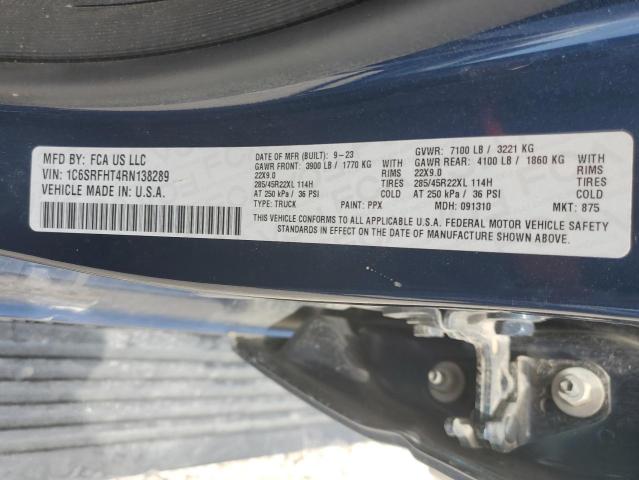 MFD BY: FCA US LLC
VIN: 1C6SRFHT4RN138289
VEHICLE MADE IN U.S.A.
DATE OF MFR (BUILT): 9-23 GVWR: 7100 LB / 3221 KG
GAWR FRONT: 3900 LB / 1770 KG GAWR REAR: 4100 LB / 1860 KG
22X9.0 RIMS 22X9.0 RIMS
285/45R22XL 114H TIRES 285/45R22XL 114H TIRES
AT 250 kPa / 36 PSI COLD AT 250 kPa / 36 PSI COLD
TYPE: TRUCK PAINT: PPX MDH: 091310 MKT: 875
THIS VEHICLE CONFORMS TO ALL APPLICABLE U.S.A. FEDERAL MOTOR VEHICLE SAFETY
STANDARDS IN EFFECT ON THE DATE OF MANUFACTURE SHOWN ABOVE.